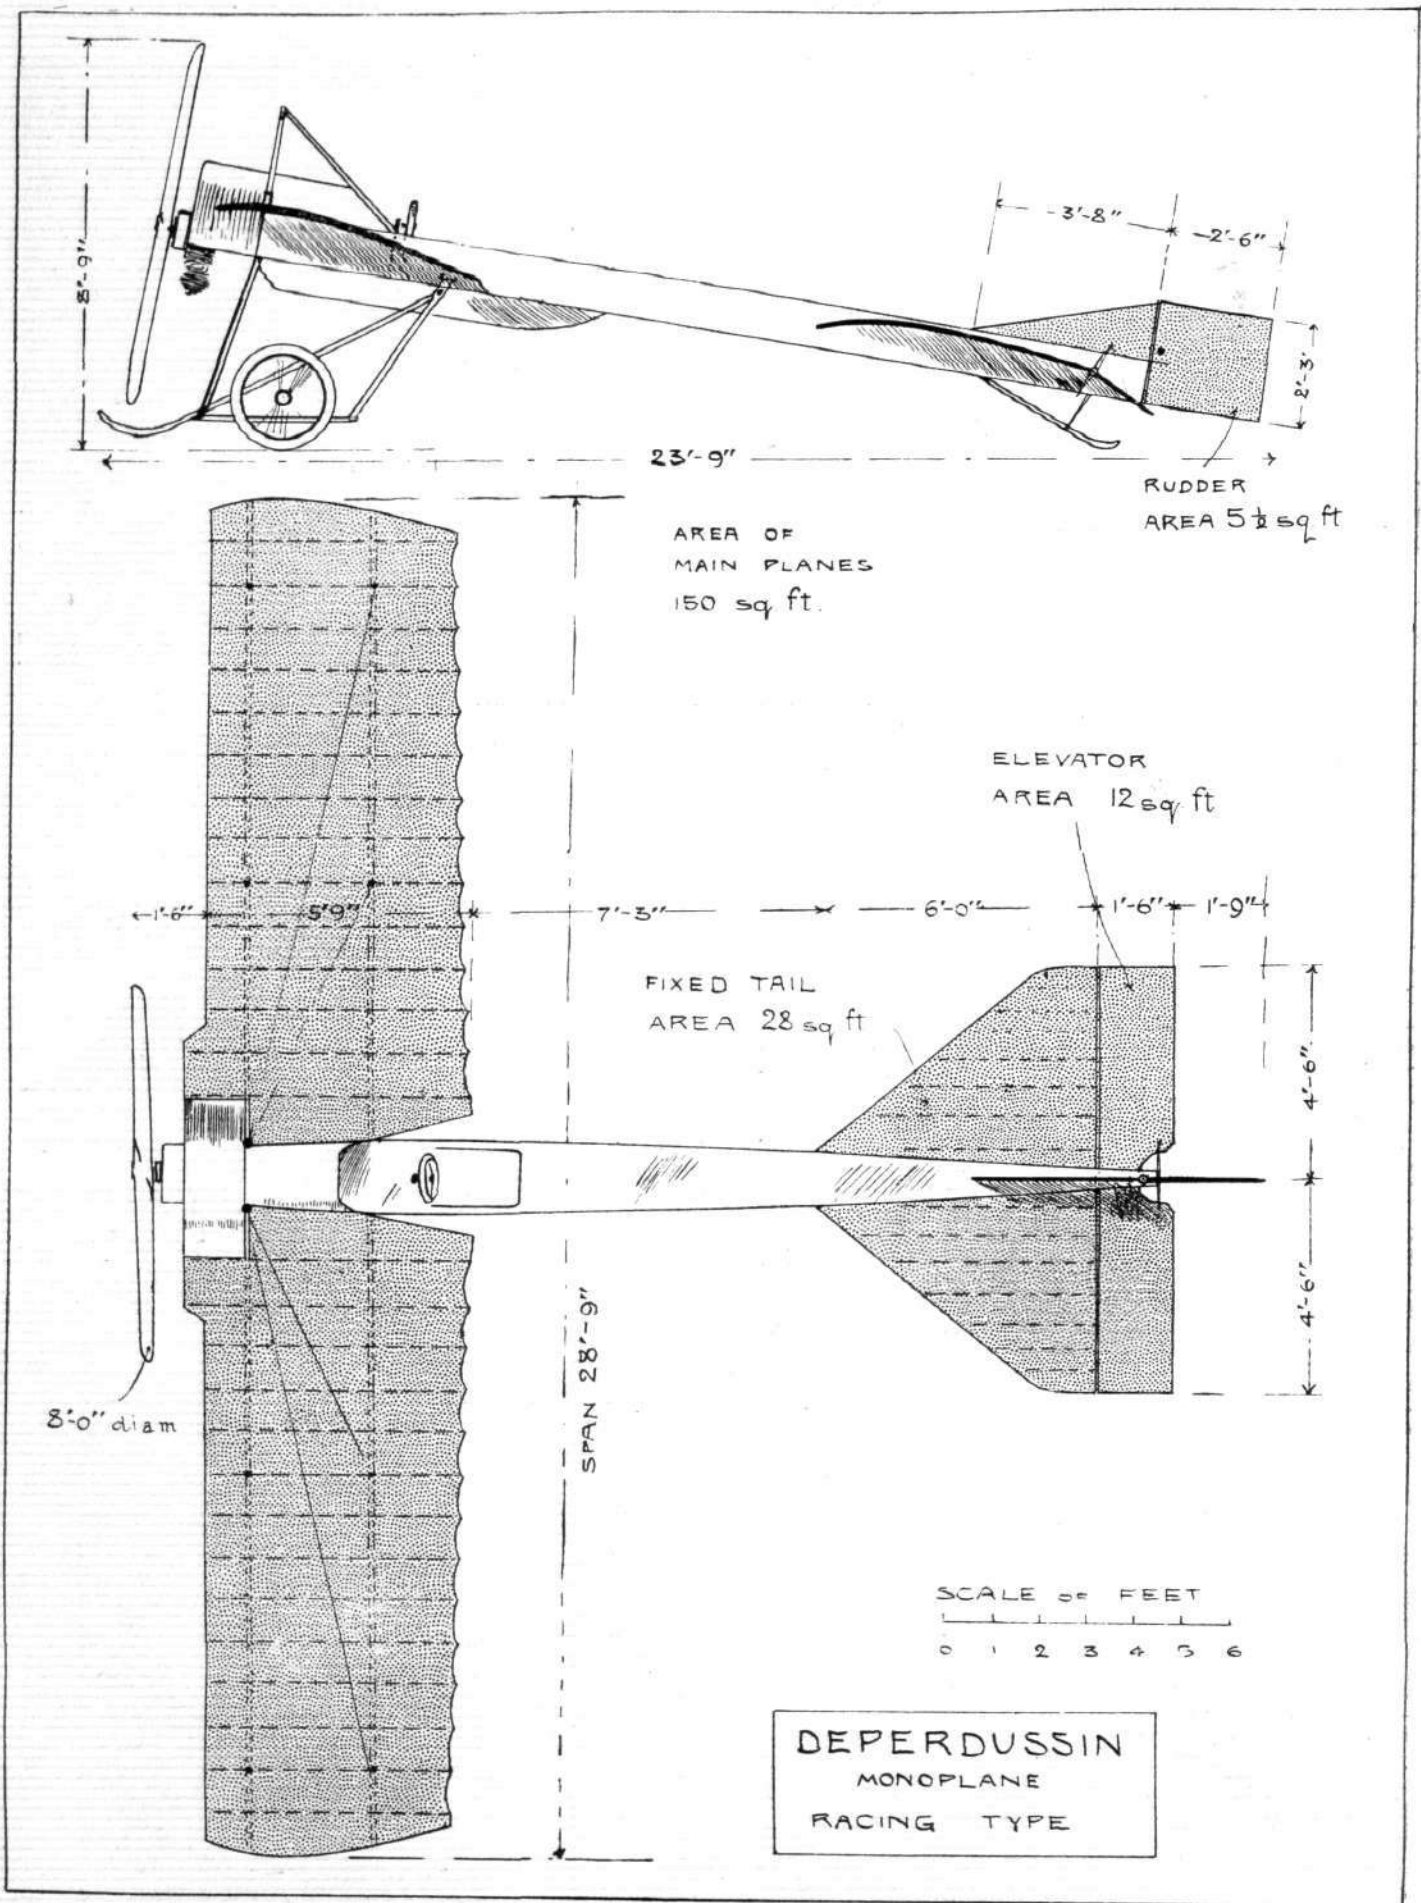 3'-8"
2'-6"
8'-9"
2'-3'
23'-9"
RUDDER
AREA 5½ sq ft
AREA OF
MAIN PLANES
150 sq ft.
ELEVATOR
AREA 12 sq ft
1'-6" 5'9" 7'-3" 6'-0" 1'-6" 1'-9"
FIXED TAIL
AREA 28 sq ft
4'-6"
4'-6"
SPAN 28'-9"
8'-0" diam
SCALE OF FEET
0 1 2 3 4 5 6
DEPERDUSSIN
MONOPLANE
RACING TYPE